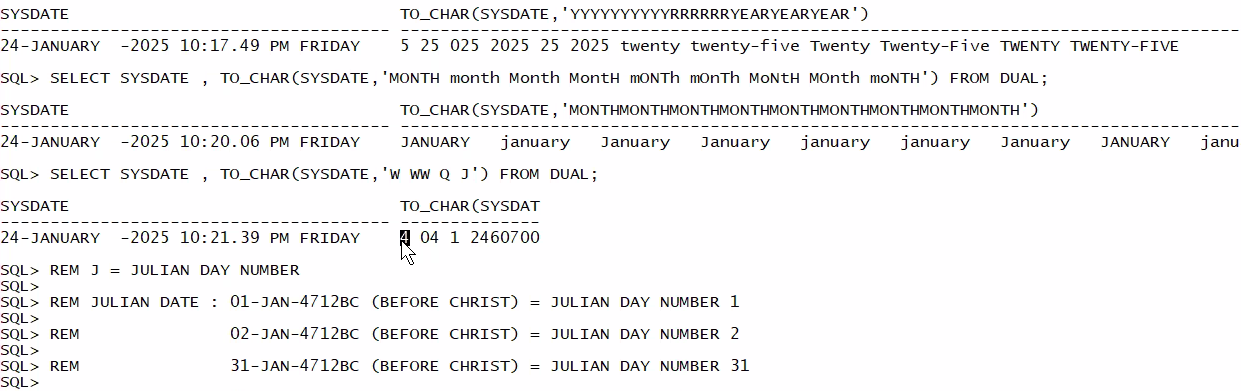 SYSDATE                                 TO_CHAR(SYSDATE,'YYYYYYYYYYRRRRRRYEARYEARYEAR')
--------------------------------------- ------------------------------------------------------------------------------------
24-JANUARY  -2025 10:17.49 PM FRIDAY    5 25 025 2025 25 2025 twenty twenty-five Twenty Twenty-Five TWENTY TWENTY-FIVE
SQL> SELECT SYSDATE , TO_CHAR(SYSDATE,'MONTH month Month MontH mONTh mOnTh MoNtH MOnth moNTH') FROM DUAL;
SYSDATE                                 TO_CHAR(SYSDATE,'MONTHMONTHMONTHMONTHMONTHMONTHMONTHMONTHMONTH')
--------------------------------------- ------------------------------------------------------------------------------------
24-JANUARY  -2025 10:20.06 PM FRIDAY    JANUARY   january   January   January   january   january   January   JANUARY   janu
SQL> SELECT SYSDATE , TO_CHAR(SYSDATE,'W WW Q J') FROM DUAL;
SYSDATE                                 TO_CHAR(SYSDAT
--------------------------------------- --------------
24-JANUARY  -2025 10:21.39 PM FRIDAY    4 04 1 2460700
SQL> REM J = JULIAN DAY NUMBER
SQL>
SQL> REM JULIAN DATE : 01-JAN-4712BC (BEFORE CHRIST) = JULIAN DAY NUMBER 1
SQL>
SQL> REM               02-JAN-4712BC (BEFORE CHRIST) = JULIAN DAY NUMBER 2
SQL>
SQL> REM               31-JAN-4712BC (BEFORE CHRIST) = JULIAN DAY NUMBER 31
SQL>